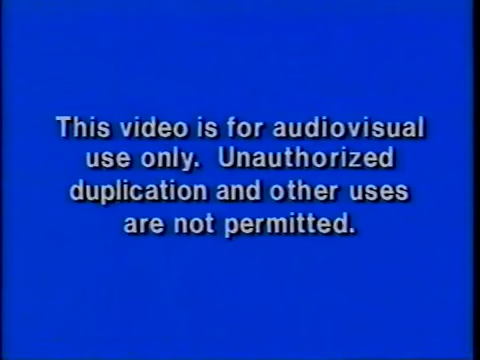 This video is for audiovisual
use only.  Unauthorized
duplication and other uses
are not permitted.